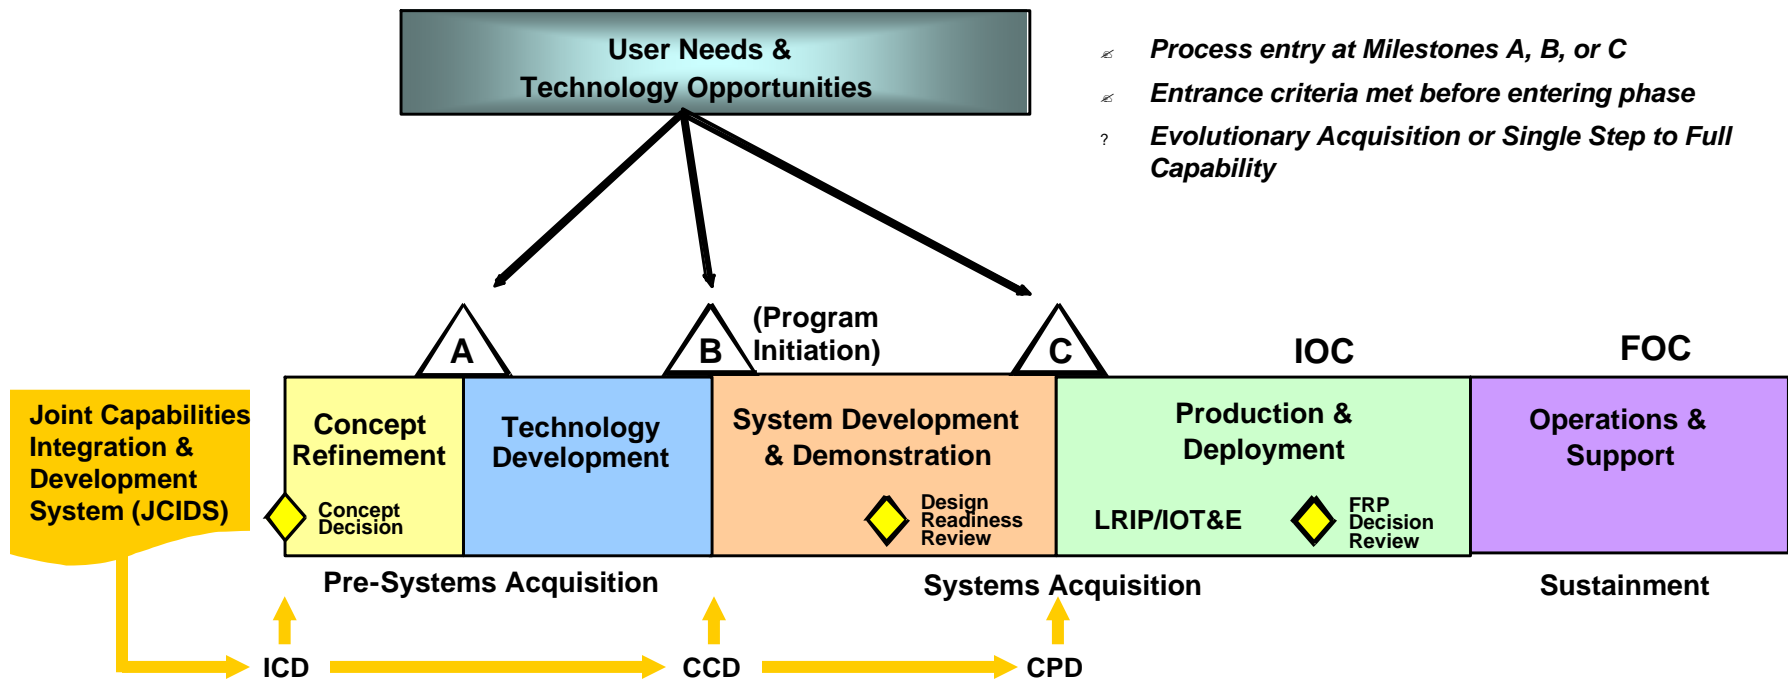 User Needs &
Technology Opportunities
Process entry at Milestones A, B, or C
Entrance criteria met before entering phase
? Evolutionary Acquisition or Single Step to Full
Capability
A
B
(Program
Initiation)
C
IOC
FOC
Joint Capabilities
Integration &
Development
System (JCIDS)
Concept
Refinement
Concept
Decision
Technology
Development
System Development
& Demonstration
Design
Readiness
Review
Production &
Deployment
LRIP/IOT&E
FRP
Decision
Review
Operations &
Support
Pre-Systems Acquisition
Systems Acquisition
Sustainment
ICD
CCD
CPD